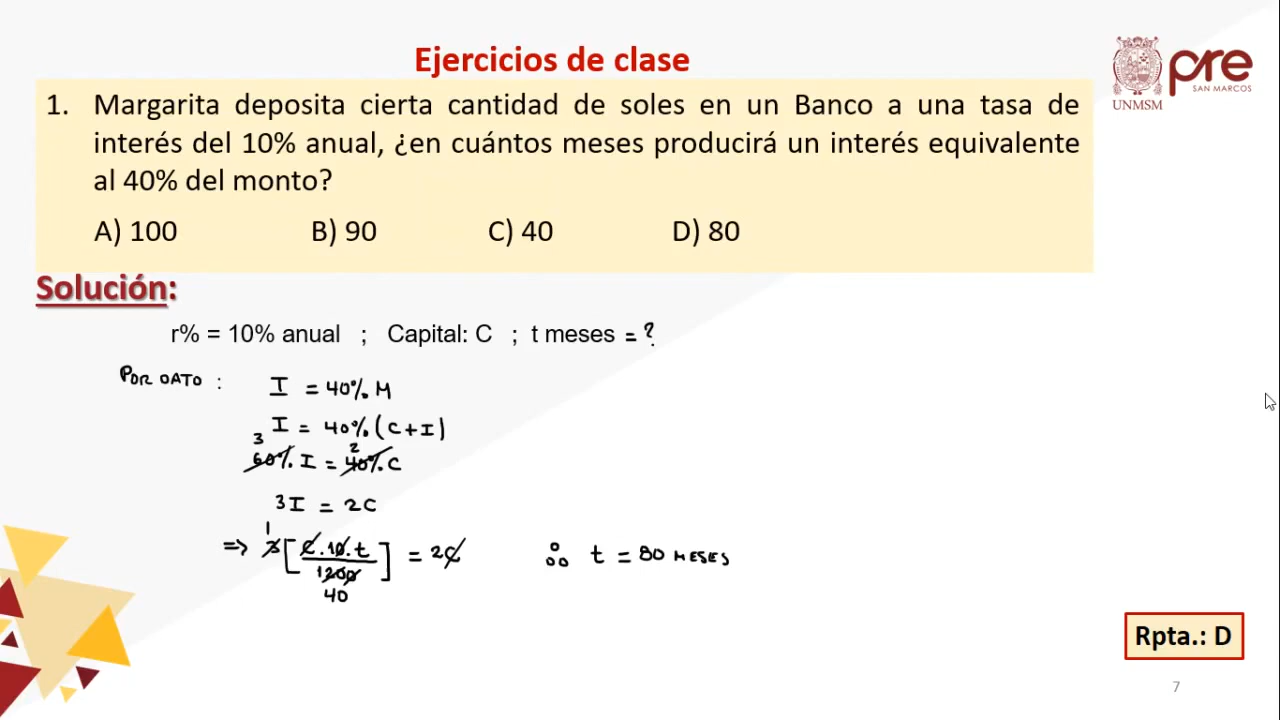 Ejercicios de clase
pre
SAN MARCOS
UNMSM
1. Margarita deposita cierta cantidad de soles en un Banco a una tasa de
interés del 10% anual, ¿en cuántos meses producirá un interés equivalente
al 40% del monto?
A) 100 B) 90 C) 40 D) 80
Solución:
r% = 10% anual ; Capital: C ; t meses = ?
POR DATO : I = 40% M
I = 40% (C + I)
3 2
60% I = 40% C
3I = 2C
1
⇒ 3 [C.10.t / 1200] = 2C ∴ t = 80 MESES
40
Rpta.: D
7